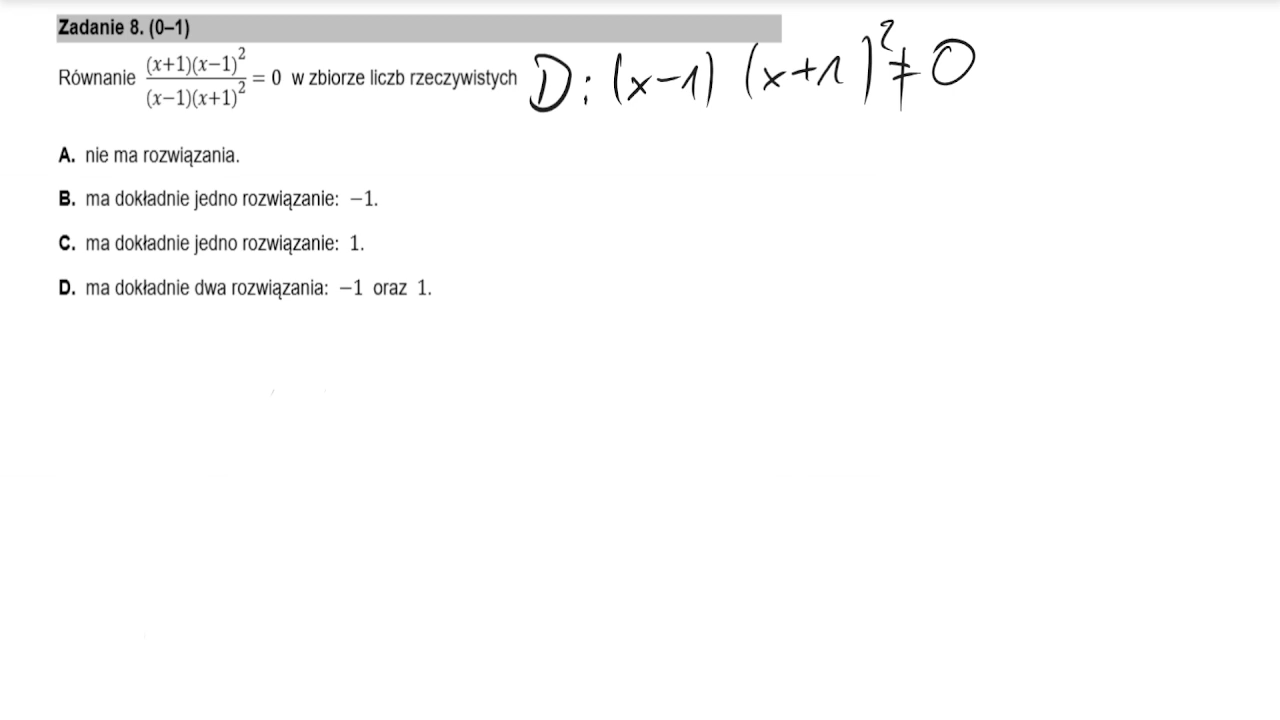 Zadanie 8. (0–1)
Równanie (x+1)(x−1)²/(x−1)(x+1)² = 0 w zbiorze liczb rzeczywistych D: (x−1) (x+1)² ≠ 0
A. nie ma rozwiązania.
B. ma dokładnie jedno rozwiązanie: −1.
C. ma dokładnie jedno rozwiązanie: 1.
D. ma dokładnie dwa rozwiązania: −1 oraz 1.